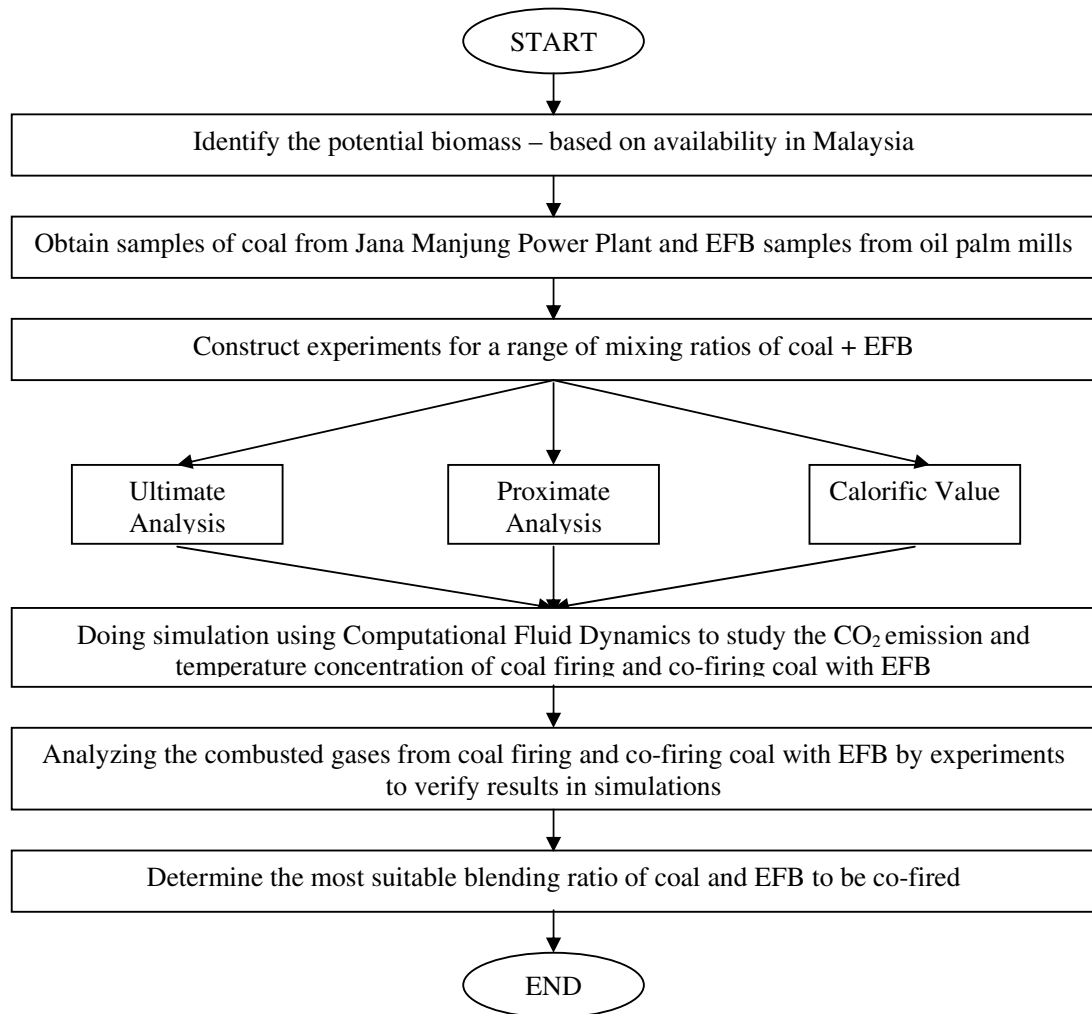 START
Identify the potential biomass – based on availability in Malaysia
Obtain samples of coal from Jana Manjung Power Plant and EFB samples from oil palm mills
Construct experiments for a range of mixing ratios of coal + EFB
Ultimate
Analysis
Proximate
Analysis
Calorific Value
Doing simulation using Computational Fluid Dynamics to study the CO₂ emission and
temperature concentration of coal firing and co-firing coal with EFB
Analyzing the combusted gases from coal firing and co-firing coal with EFB by experiments
to verify results in simulations
Determine the most suitable blending ratio of coal and EFB to be co-fired
END